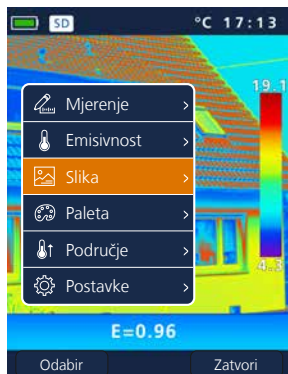 SD °C 17:13
19.1
Mjerenje
Emisivnost
Slika
Paleta
Područje
Postavke
4.3
E=0.96
Odabir Zatvori